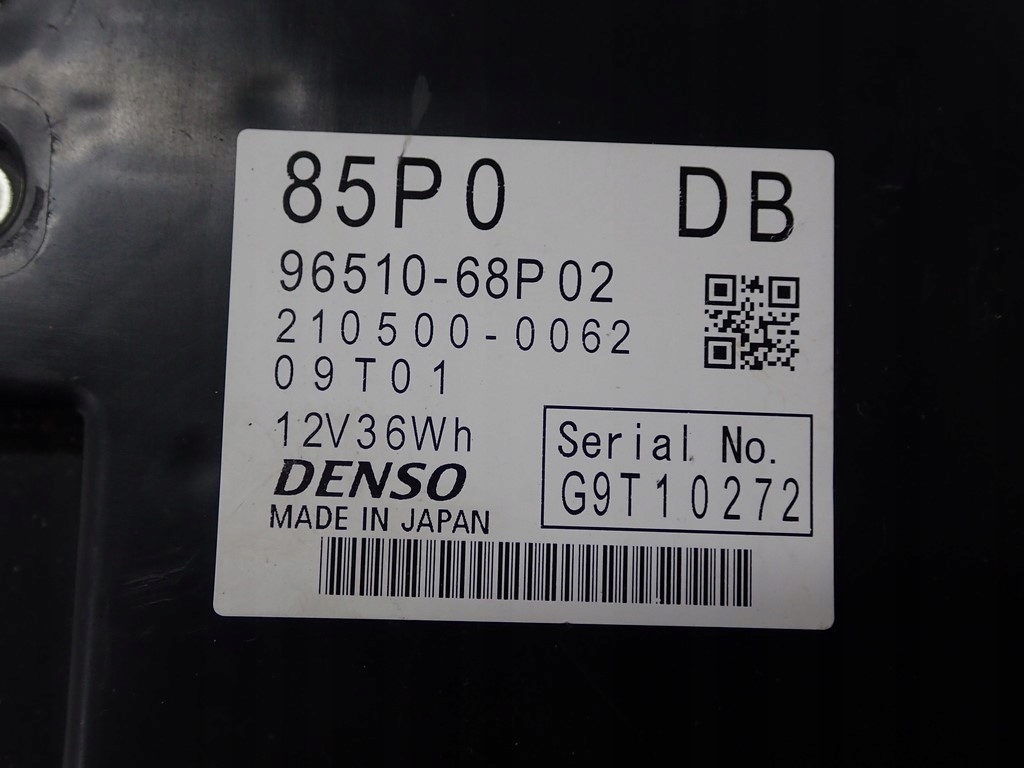 85P0 DB
96510-68P02
210500-0062
09T01
12V36Wh
DENSO
MADE IN JAPAN
Serial No.
G9T10272